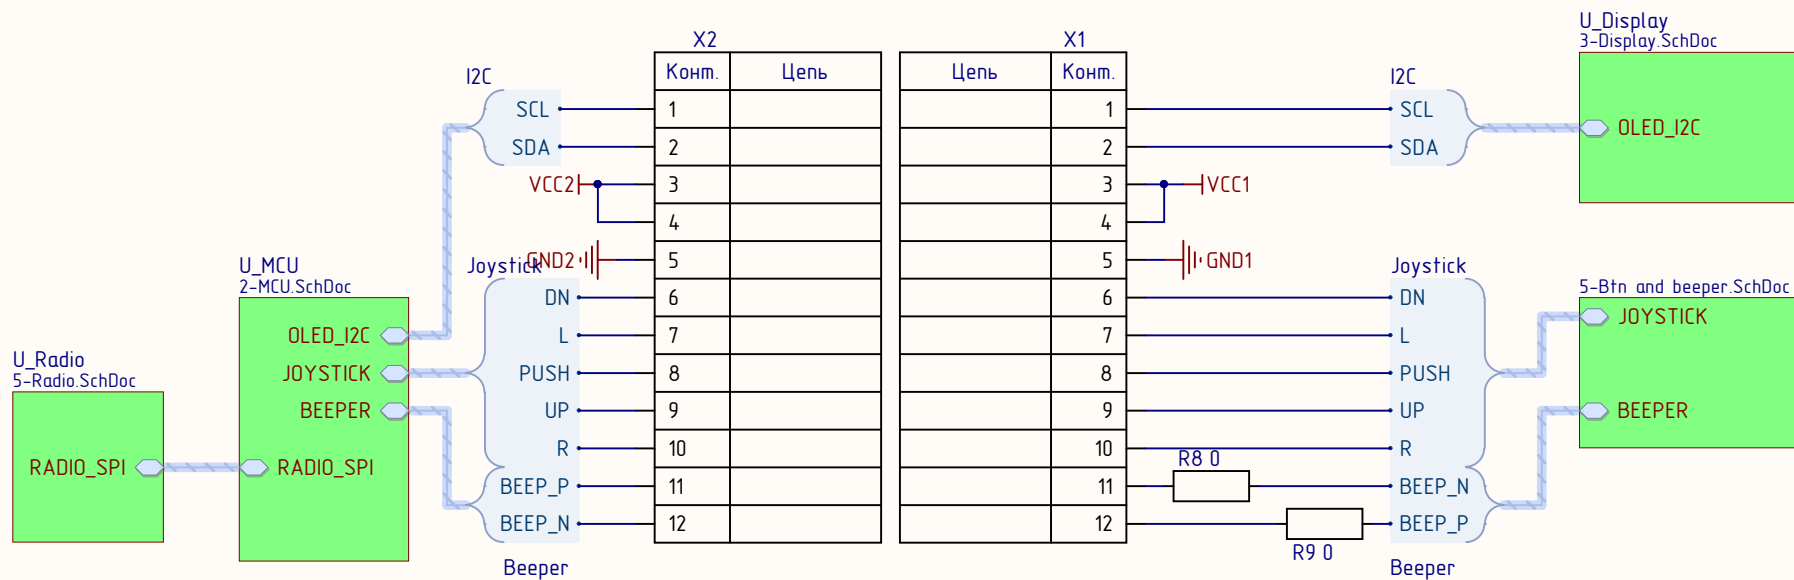 U_Radio
5-Radio.SchDoc
RADIO_SPI
U_MCU
2-MCU.SchDoc
OLED_I2C
JOYSTICK
BEEPER
RADIO_SPI
I2C
SCL
SDA
VCC2
GND2
Joystick
DN
L
PUSH
UP
R
BEEP_P
BEEP_N
Beeper
X2
Конт. Цепь
1
2
3
4
5
6
7
8
9
10
11
12
X1
Цепь Конт.
1
2
3
4
5
6
7
8
9
10
11
12
VCC1
GND1
R8 0
R9 0
I2C
SCL
SDA
Joystick
DN
L
PUSH
UP
R
BEEP_N
BEEP_P
Beeper
U_Display
3-Display.SchDoc
OLED_I2C
5-Btn and beeper.SchDoc
JOYSTICK
BEEPER